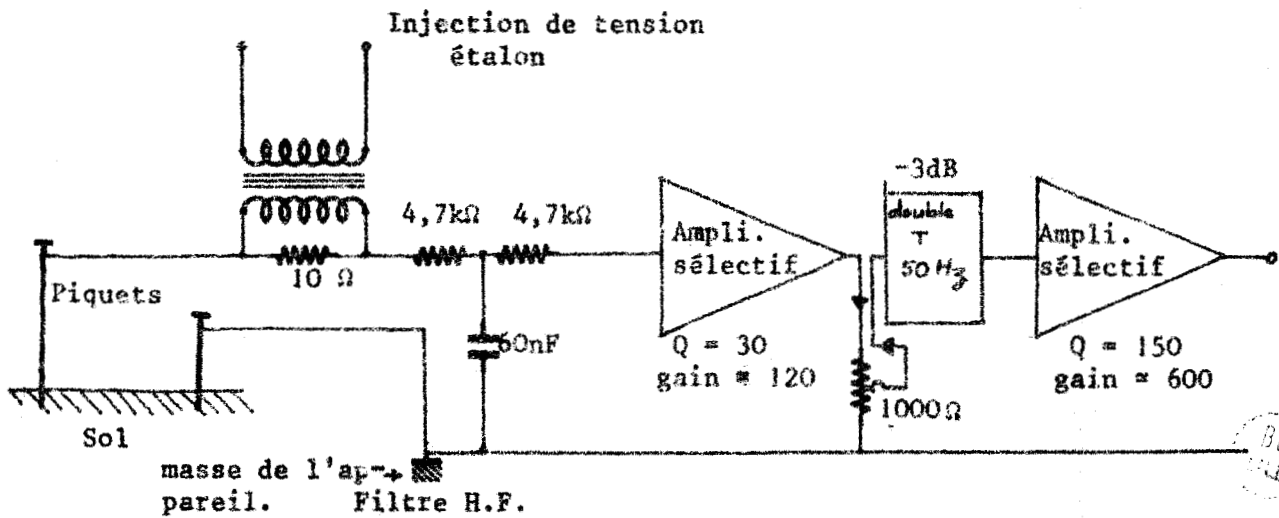 Injection de tension
étalon
-3dB
4,7kΩ 4,7kΩ
double
T
50 Hz
Ampli.
sélectif
Ampli.
sélectif
10 Ω
Piquets
60nF
Q = 30
gain ≈ 120
Q = 150
gain ≈ 600
1000Ω
Sol
masse de l'ap-
pareil.
Filtre H.F.